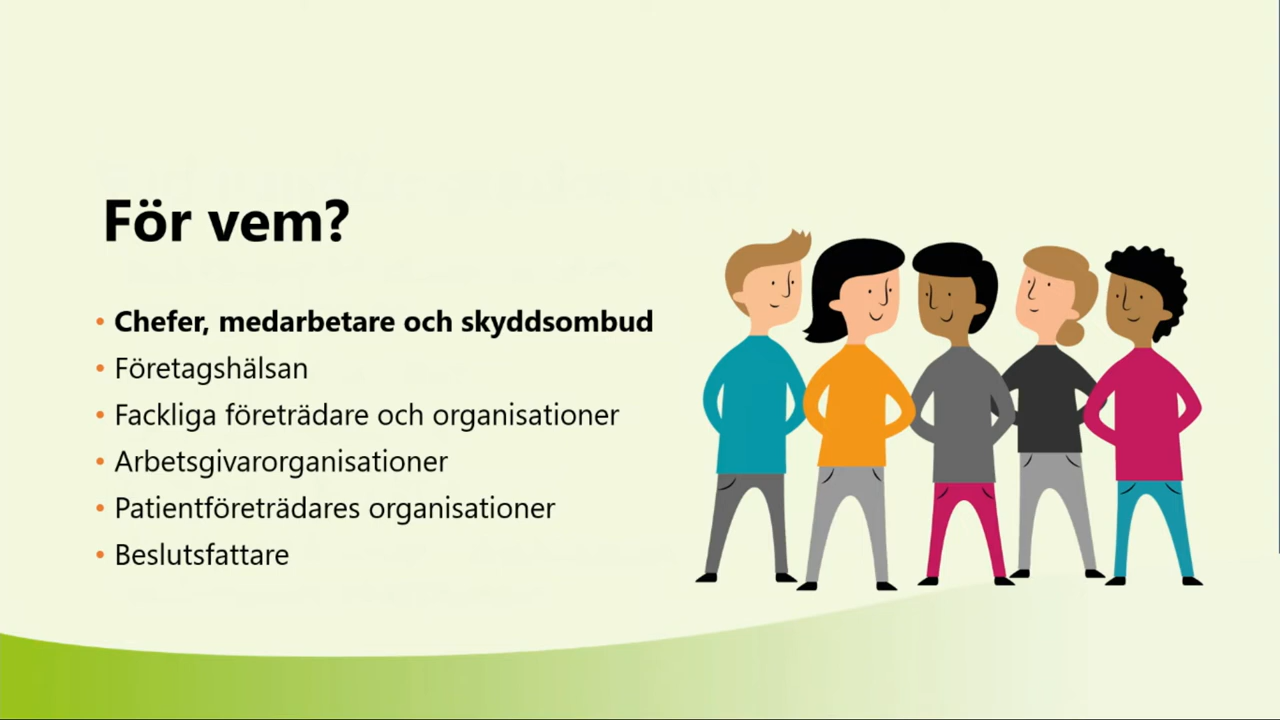 För vem?
• Chefer, medarbetare och skyddsombud
• Företagshälsan
• Fackliga företrädare och organisationer
• Arbetsgivarorganisationer
• Patientföreträdares organisationer
• Beslutsfattare